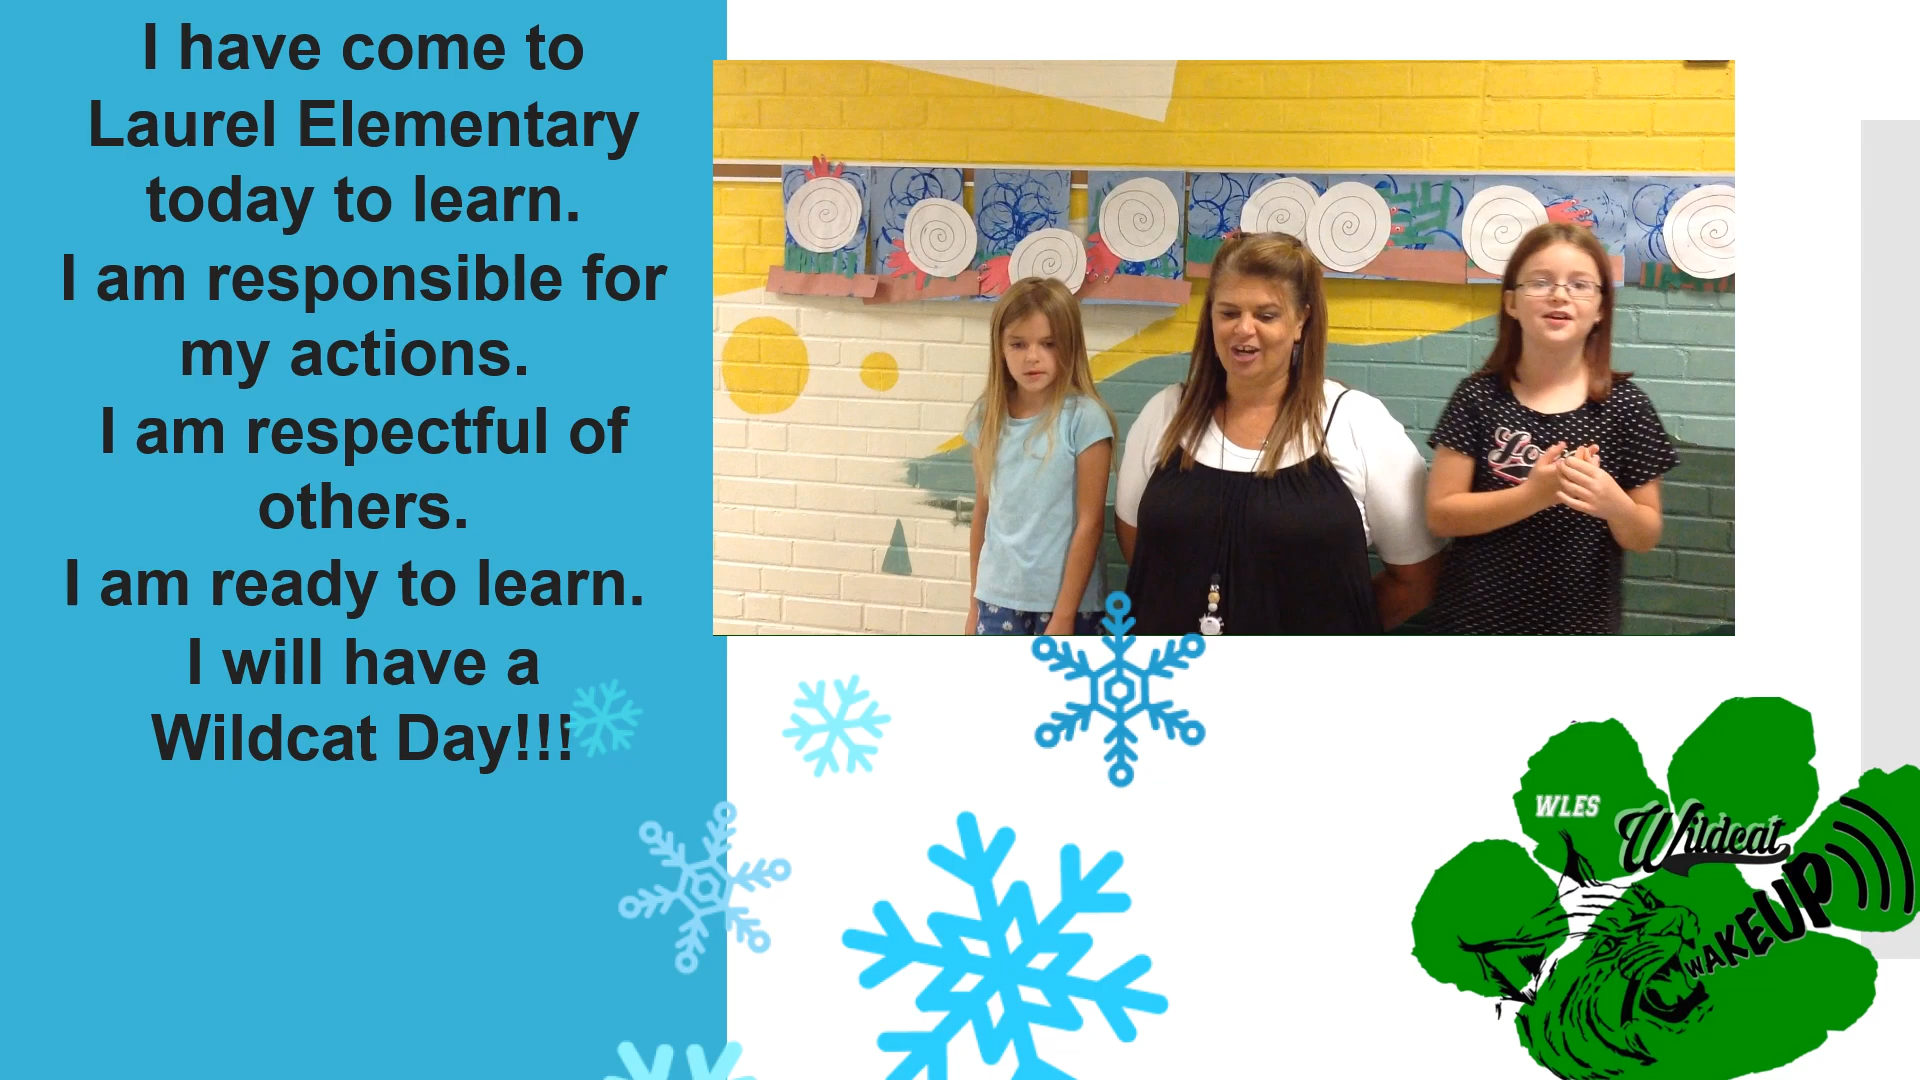 I have come to
Laurel Elementary
today to learn.
I am responsible for
my actions.
I am respectful of
others.
I am ready to learn.
I will have a
Wildcat Day!!!
WLES
Wildcat
WAKEUP